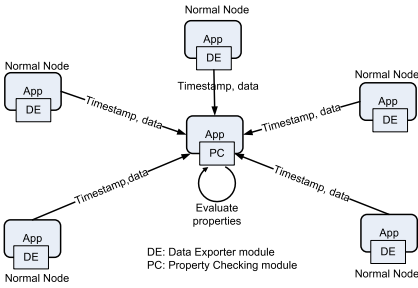 Normal Node
App
DE
Timestamp, data
Normal Node
App
DE
Timestamp, data
Normal Node
App
DE
Timestamp, data
App
PC
Evaluate
properties
Timestamp,data
App
DE
Normal Node
Timestamp, data
App
DE
Normal Node
DE: Data Exporter module
PC: Property Checking module